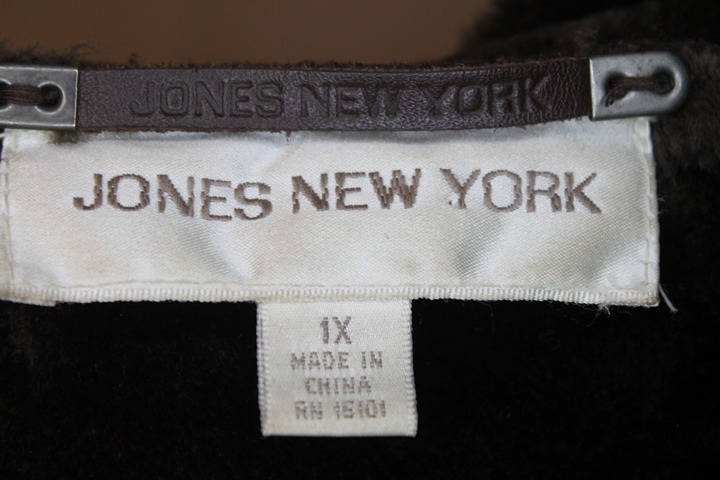 JONES NEW YORK
JONES NEW YORK
1X
MADE IN
CHINA
RN 15101